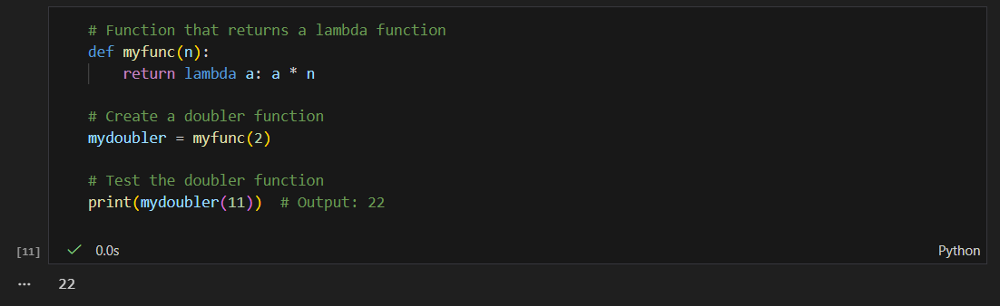 # Function that returns a lambda function
def myfunc(n):
    return lambda a: a * n
# Create a doubler function
mydoubler = myfunc(2)
# Test the doubler function
print(mydoubler(11))  # Output: 22
[11] 0.0s Python
... 22